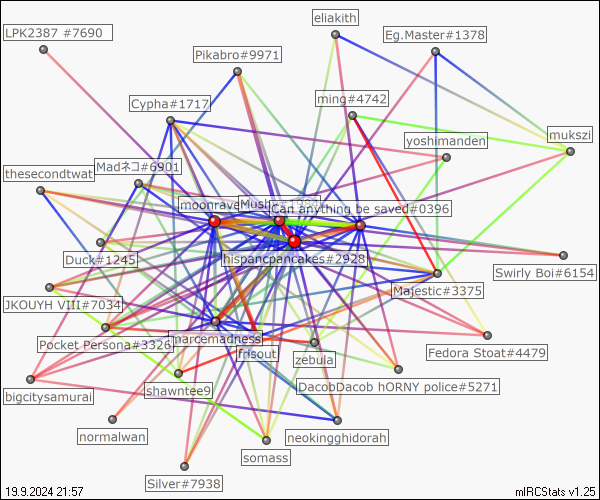 eliakith
LPK2387 #7690
Eg.Master#1378
Pikabro#9971
ming#4742
Cypha#1717
yoshimanden
mukszi
Madネコ#6901
thesecondtwat
moonrave
Mush
Can anything be saved#0396
Duck#1245
hispancpancakes#2928
Swirly Boi#6154
Majestic#3375
JKOUYH VIII#7034
Pocket Persona#3326
marcemadness
frisout
zebula
Fedora Stoat#4479
DacobDacob hORNY police#5271
shawntee9
bigcitysamurai
normalwan
neokingghidorah
somass
Silver#7938
19.9.2024 21:57
mIRCStats v1.25